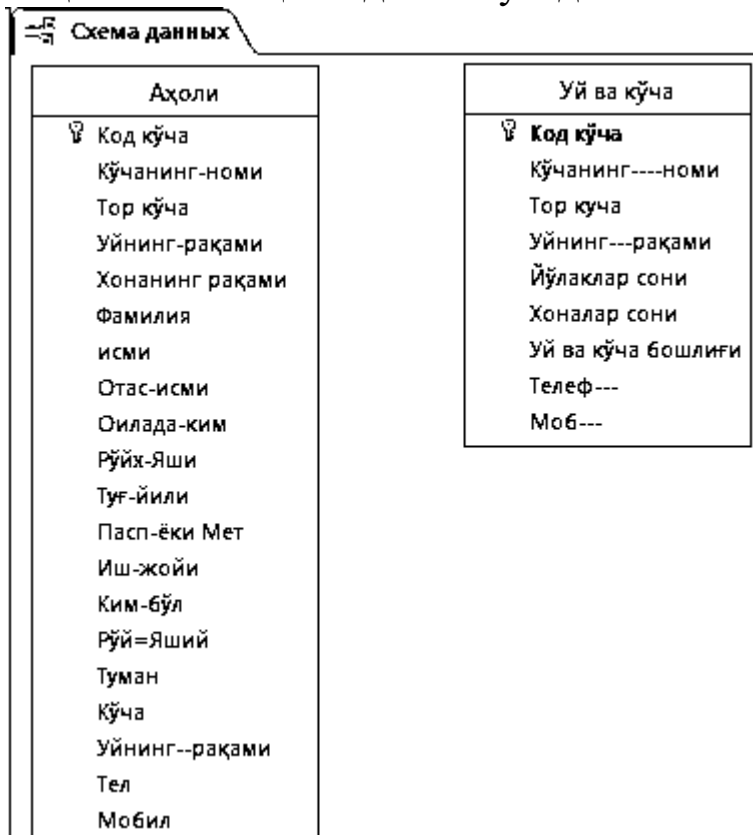 Схема данных
Аҳоли
Код кўча
Кўчанинг-номи
Тор кўча
Уйнинг-рақами
Хонанинг рақами
Фамилия
исми
Отас-исми
Оилада-ким
Рўйх-Яши
Туғ-йили
Пасп-ёки Мет
Иш-жойи
Ким-бўл
Рўй=Яший
Туман
Кўча
Уйнинг--рақами
Тел
Мобил
Уй ва кўча
Код кўча
Кўчанинг----номи
Тор куча
Уйнинг---рақами
Йўлаклар сони
Хоналар сони
Уй ва кўча бошлиғи
Телеф---
Моб---